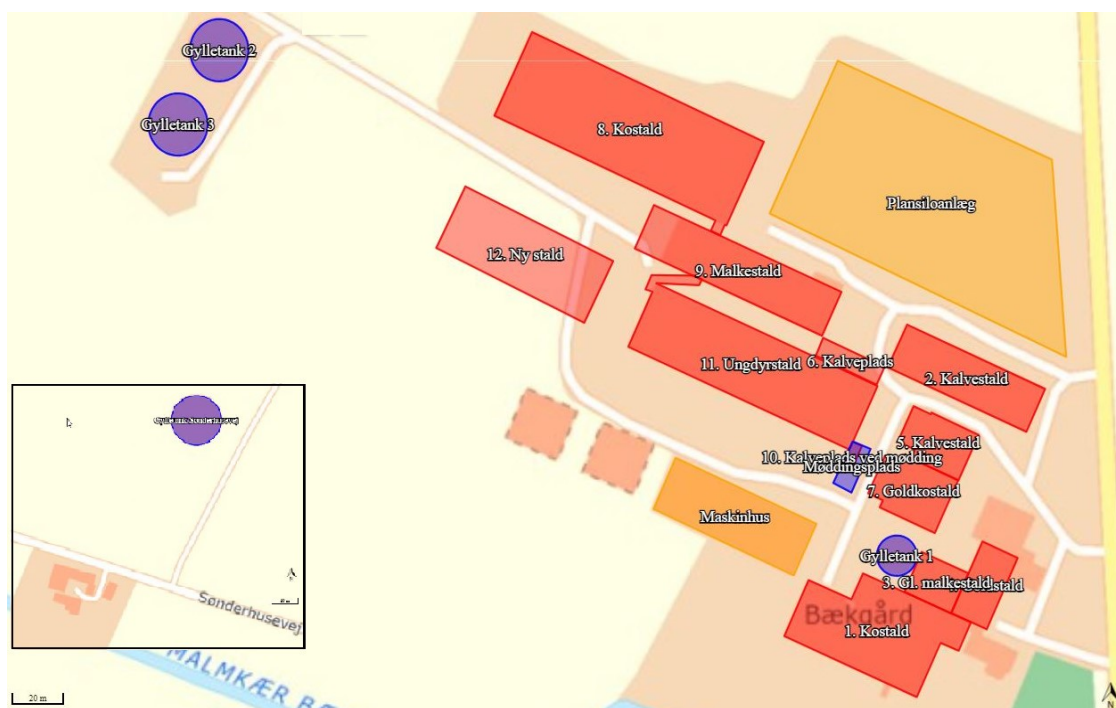 Gylletank 2
Gylletank 3
8. Kostald
Plansiloanlæg
12. Ny stald
9. Malkestald
11. Ungdyrstald
6. Kalveplads
2. Kalvestald
5. Kalvestald
10. Kalveplads ved mødding
Møddingsplads
7. Goldkostald
Maskinhus
Gylletank 1
3. Gl. malkestald
Bækgård
1. Kostald
Sønderhusevej
MALMKÆR BÆ
20 m
N